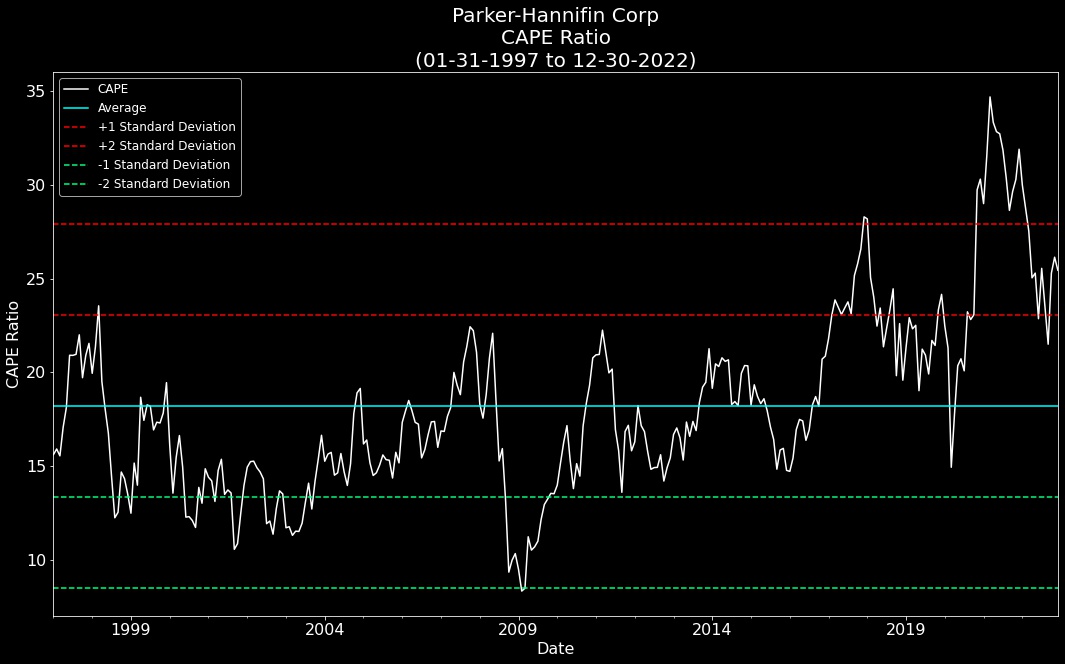 Parker-Hannifin Corp
CAPE Ratio
(01-31-1997 to 12-30-2022)
CAPE
Average
+1 Standard Deviation
+2 Standard Deviation
-1 Standard Deviation
-2 Standard Deviation
CAPE Ratio
35
30
25
20
15
10
1999
2004
2009
2014
2019
Date